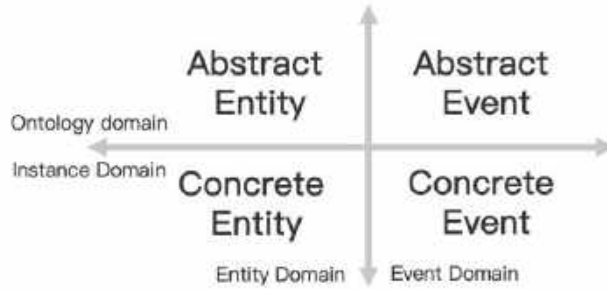 Abstract
Entity
Abstract
Event
Ontology domain
Instance Domain
Concrete
Entity
Concrete
Event
Entity Domain
Event Domain